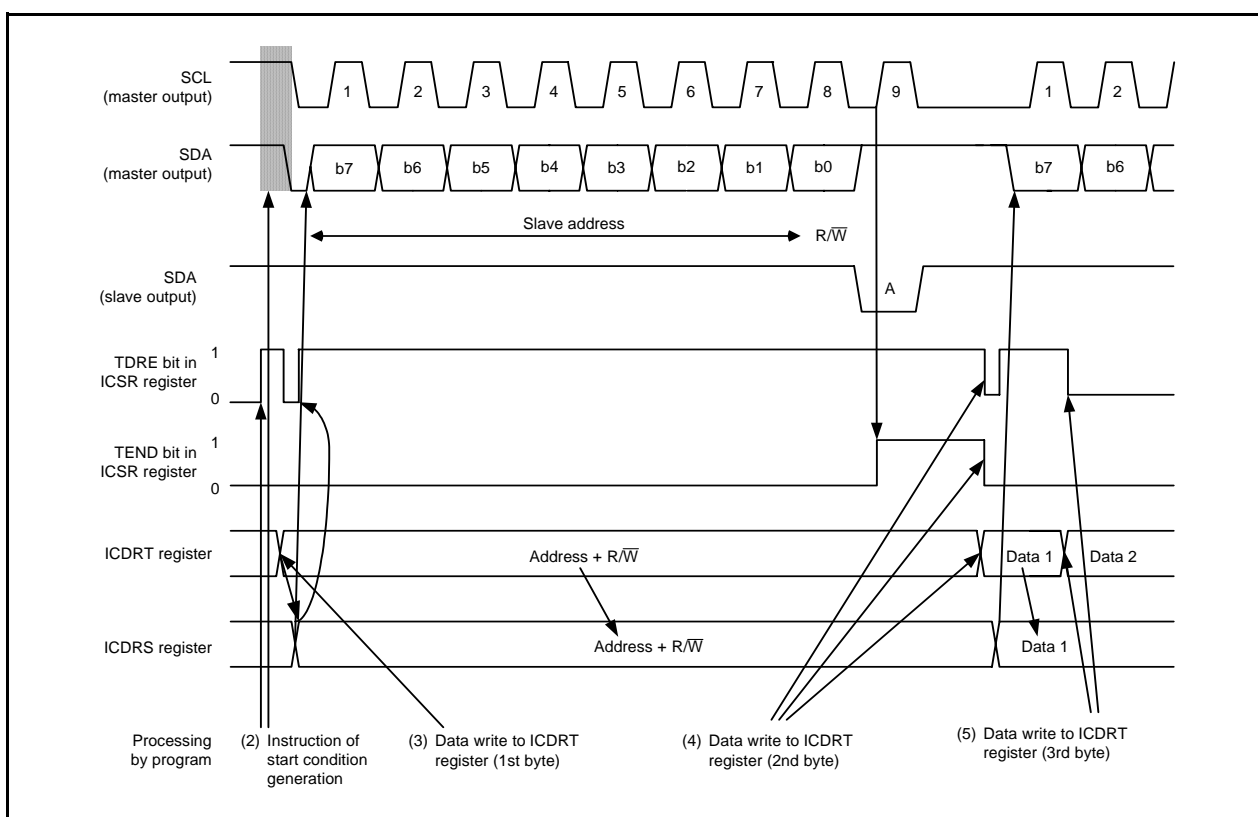 SCL
(master output)
1
2
3
4
5
6
7
8
9
1
2
SDA
(master output)
b7
b6
b5
b4
b3
b2
b1
b0
b7
b6
Slave address
R/W̅
SDA
(slave output)
A
TDRE bit in
ICSR register
1
0
TEND bit in
ICSR register
1
0
ICDRT register
Address + R/W̅
Data 1
Data 2
ICDRS register
Address + R/W̅
Data 1
Processing
by program
(2) Instruction of
start condition
generation
(3) Data write to ICDRT
register (1st byte)
(4) Data write to ICDRT
register (2nd byte)
(5) Data write to ICDRT
register (3rd byte)